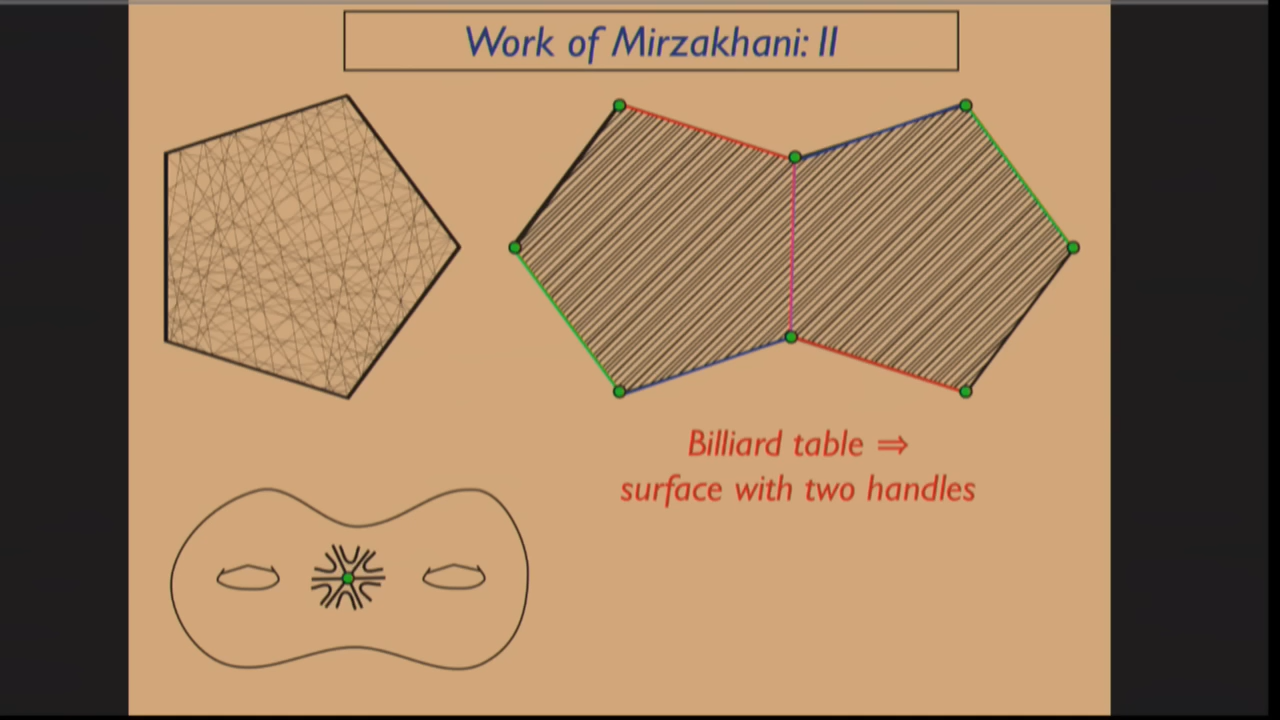 Work of Mirzakhani: II
Billiard table ⇒
surface with two handles